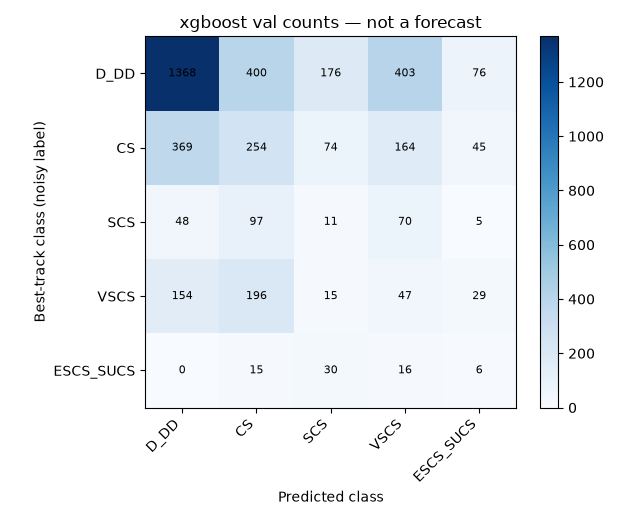 xgboost val counts — not a forecast
Best-track class (noisy label)
D_DD 1368 400 176 403 76
CS 369 254 74 164 45
SCS 48 97 11 70 5
VSCS 154 196 15 47 29
ESCS_SUCS 0 15 30 16 6
D_DD CS SCS VSCS ESCS_SUCS
Predicted class
1200
1000
800
600
400
200
0